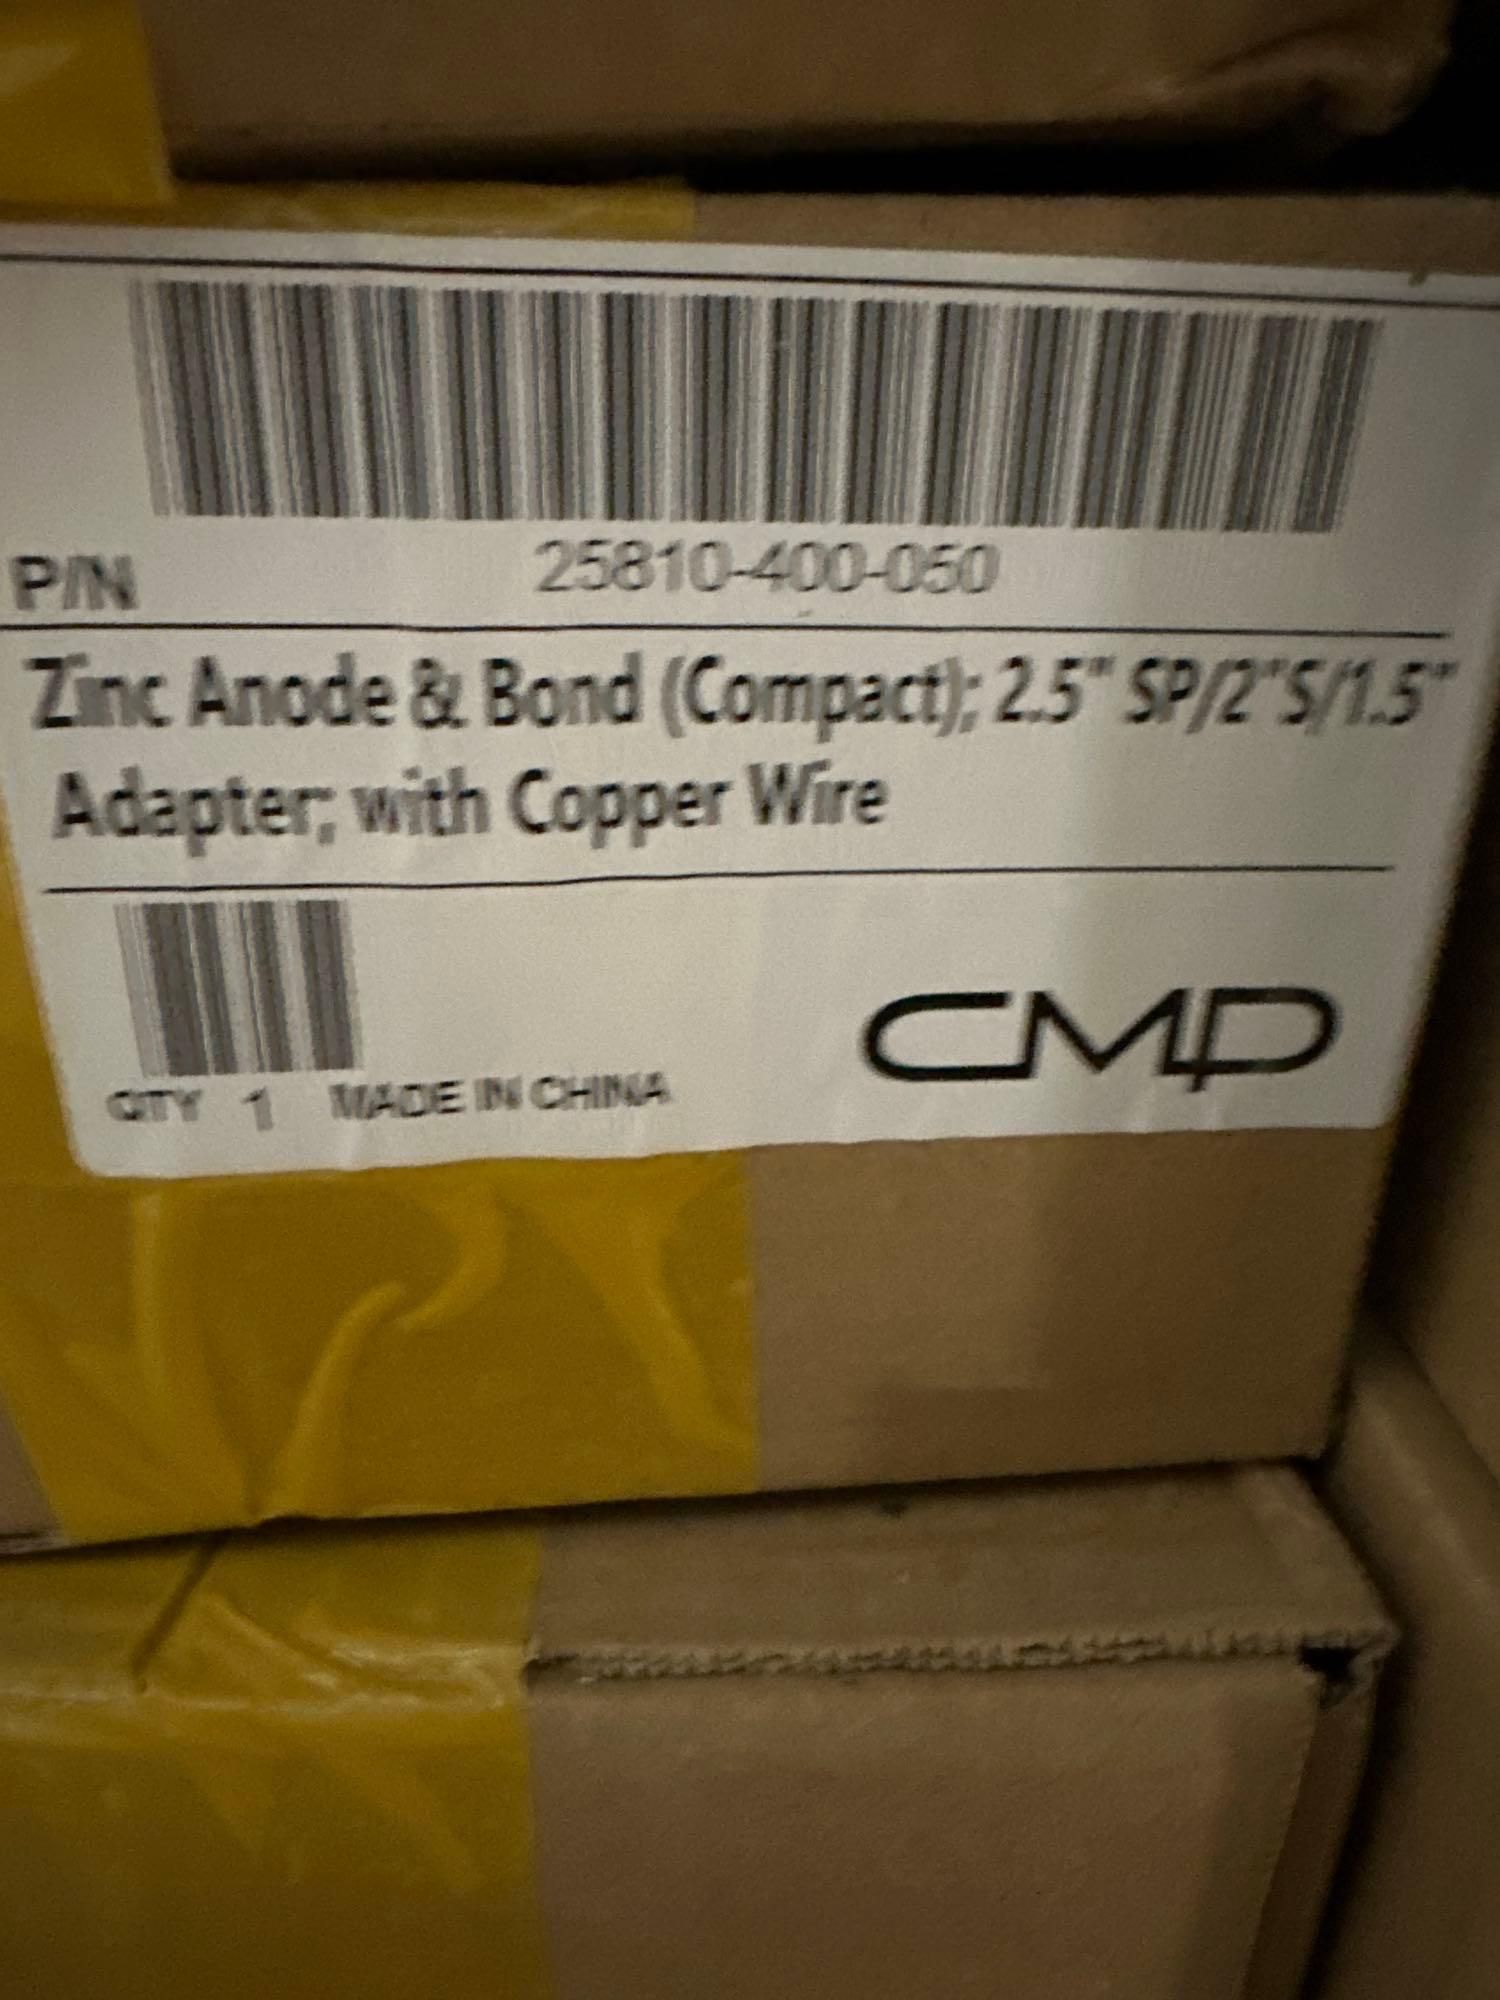 P/N 25810-400-050
Zinc Anode & Bond (Compact); 2.5" SP/2"S/1.5"
Adapter; with Copper Wire
QTY 1 MADE IN CHINA
CMP